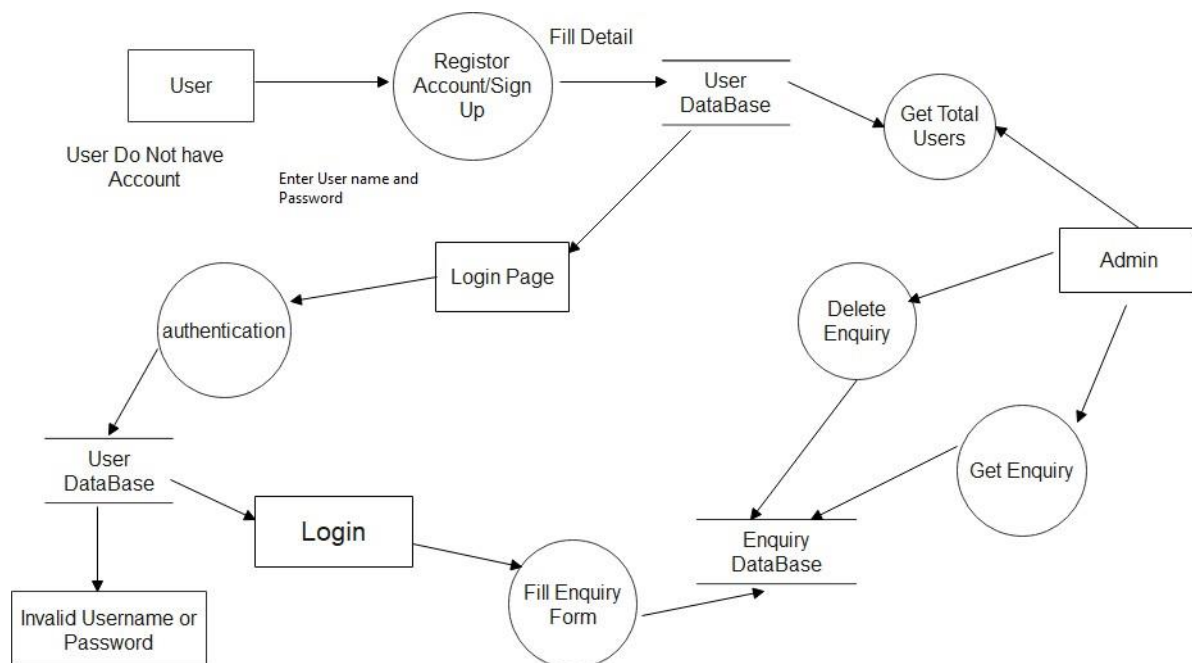 Fill Detail
User
Registor
Account/Sign
Up
User
DataBase
Get Total
Users
User Do Not have
Account
Enter User name and
Password
Login Page
Admin
authentication
Delete
Enquiry
User
DataBase
Get Enquiry
Login
Enquiry
DataBase
Fill Enquiry
Form
Invalid Username or
Password